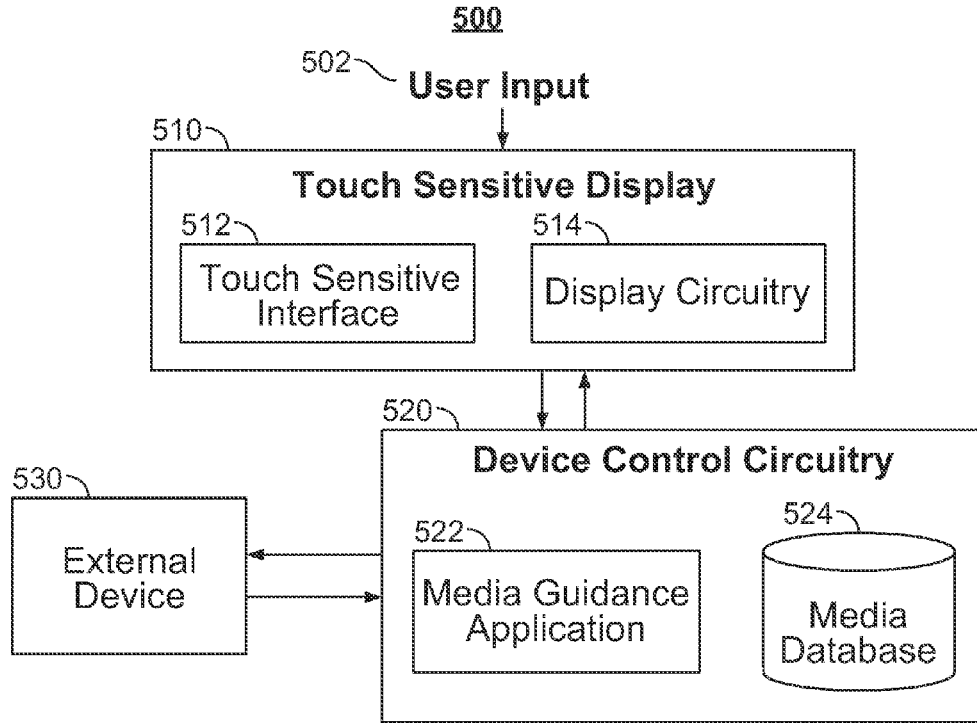 500
502
User Input
510
Touch Sensitive Display
512
Touch Sensitive
Interface
514
Display Circuitry
520
Device Control Circuitry
530
External
Device
522
Media Guidance
Application
524
Media
Database